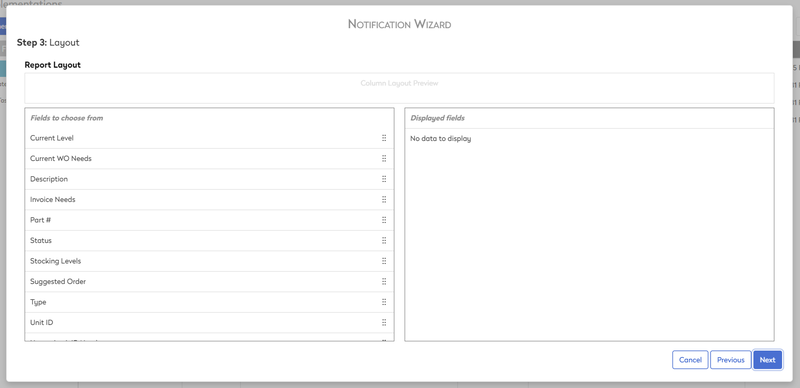 Notification Wizard
Step 3: Layout
Report Layout
Column Layout Preview
Fields to choose from
Current Level
Current WO Needs
Description
Invoice Needs
Part #
Status
Stocking Levels
Suggested Order
Type
Unit ID
Displayed fields
No data to display
Cancel
Previous
Next